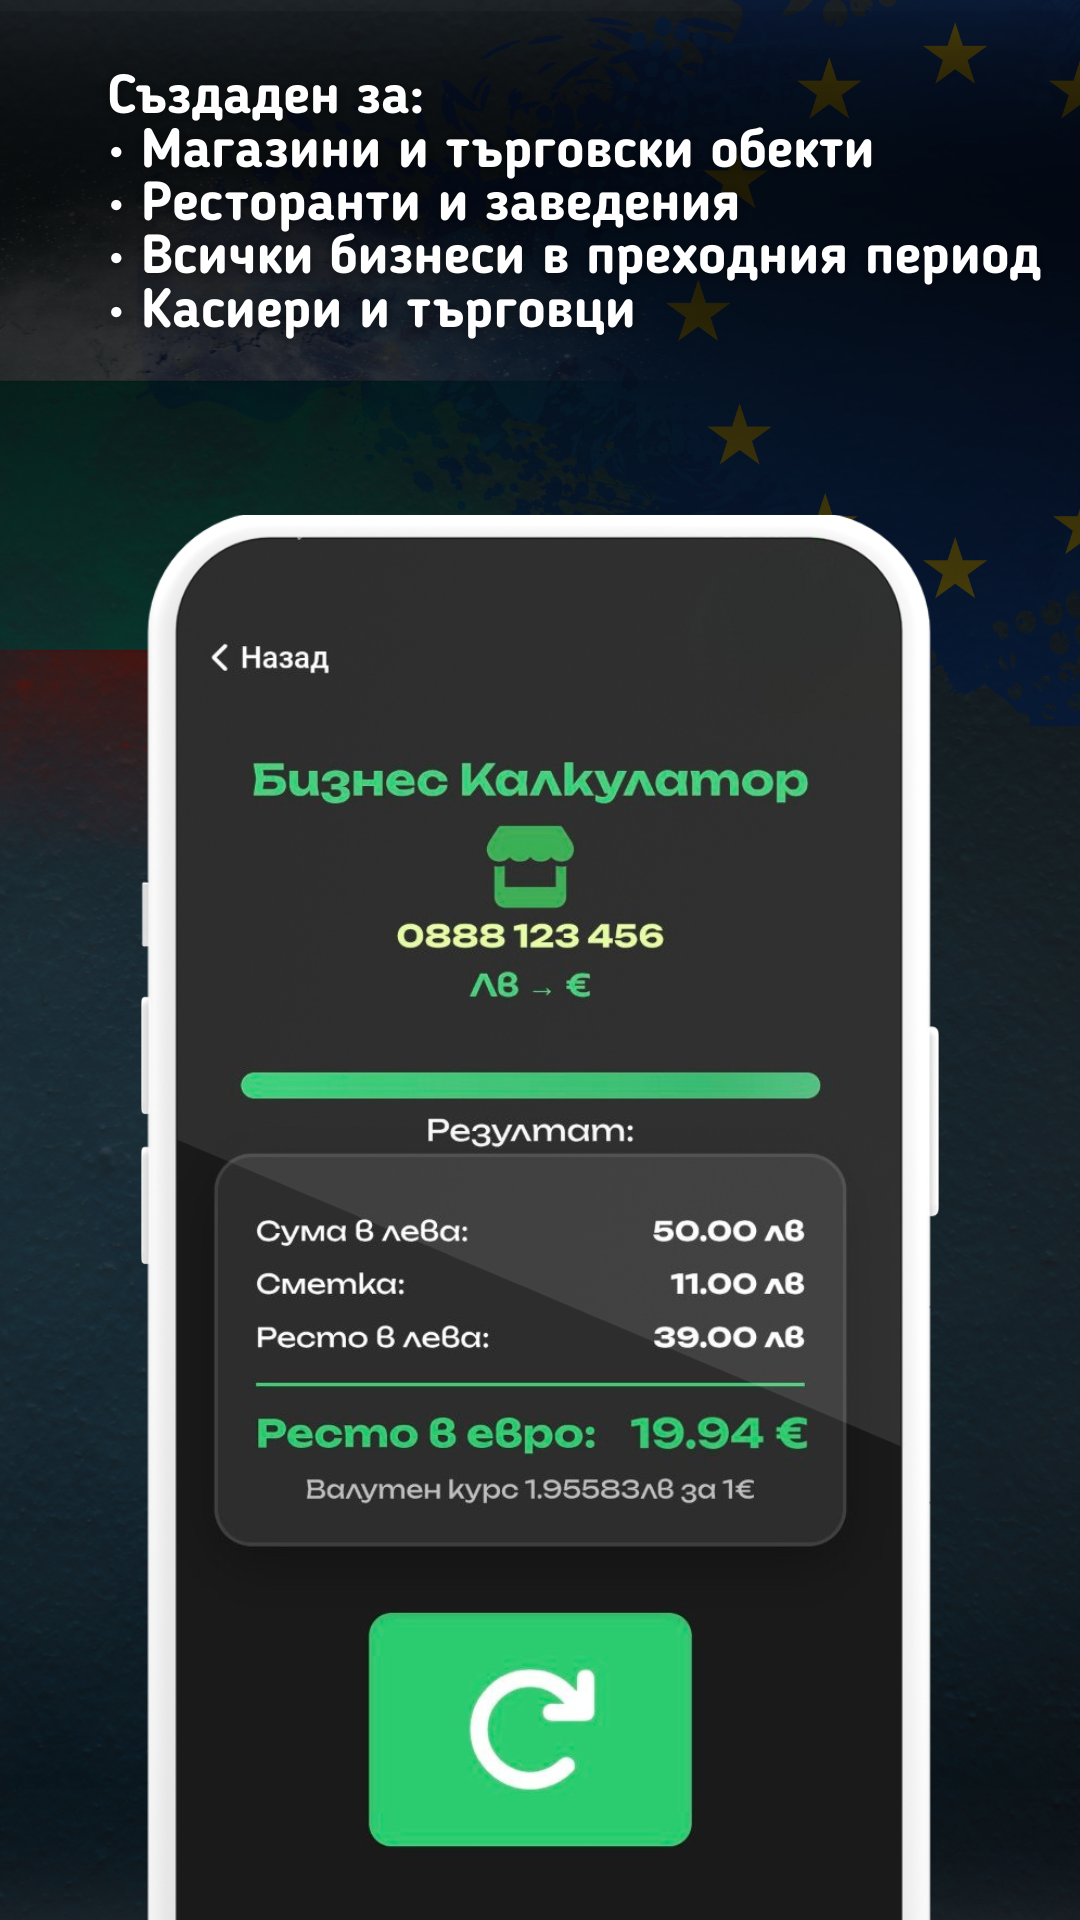 Създаден за:
• Магазини и търговски обекти
• Ресторанти и заведения
• Всички бизнеси в преходния период
• Касиери и търговци
Назад
Бизнес Калкулатор
0888 123 456
Лв → €
Резултат:
Сума в лева: 50.00 лв
Сметка: 11.00 лв
Ресто в лева: 39.00 лв
Ресто в евро: 19.94 €
Валутен курс 1.95583лв за 1€